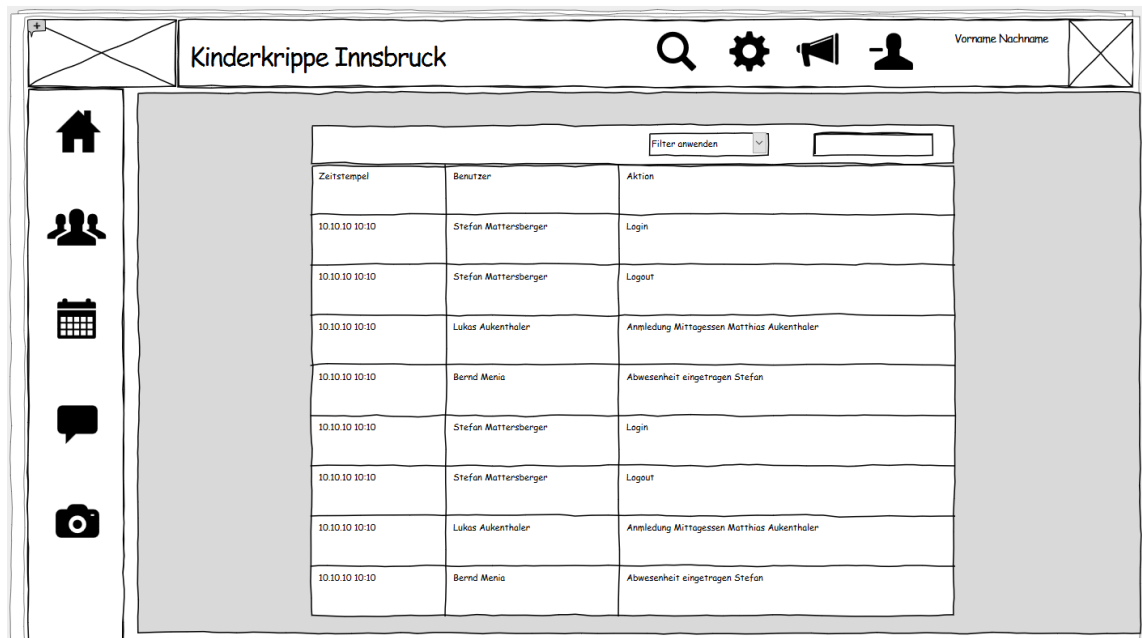 Kinderkrippe Innsbruck
Vorname Nachname
Filter anwenden
Zeitstempel Benutzer Aktion
10.10.10 10:10 Stefan Mattersberger Login
10.10.10 10:10 Stefan Mattersberger Logout
10.10.10 10:10 Lukas Aukenthaler Anmledung Mittagessen Matthias Aukenthaler
10.10.10 10:10 Bernd Menia Abwesenheit eingetragen Stefan
10.10.10 10:10 Stefan Mattersberger Login
10.10.10 10:10 Stefan Mattersberger Logout
10.10.10 10:10 Lukas Aukenthaler Anmledung Mittagessen Matthias Aukenthaler
10.10.10 10:10 Bernd Menia Abwesenheit eingetragen Stefan